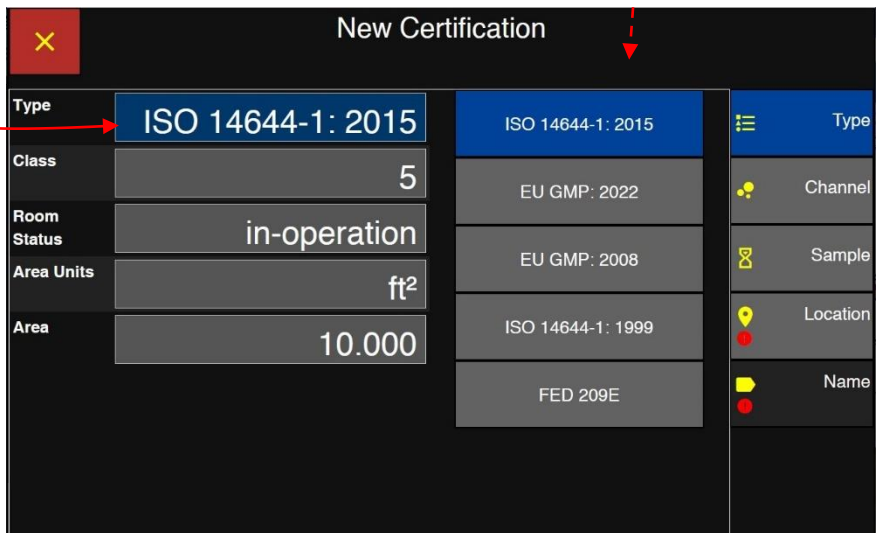 New Certification
Type
ISO 14644-1: 2015
Class
5
Room
Status
in-operation
Area Units
ft²
Area
10.000
ISO 14644-1: 2015
EU GMP: 2022
EU GMP: 2008
ISO 14644-1: 1999
FED 209E
Type
Channel
Sample
Location
Name